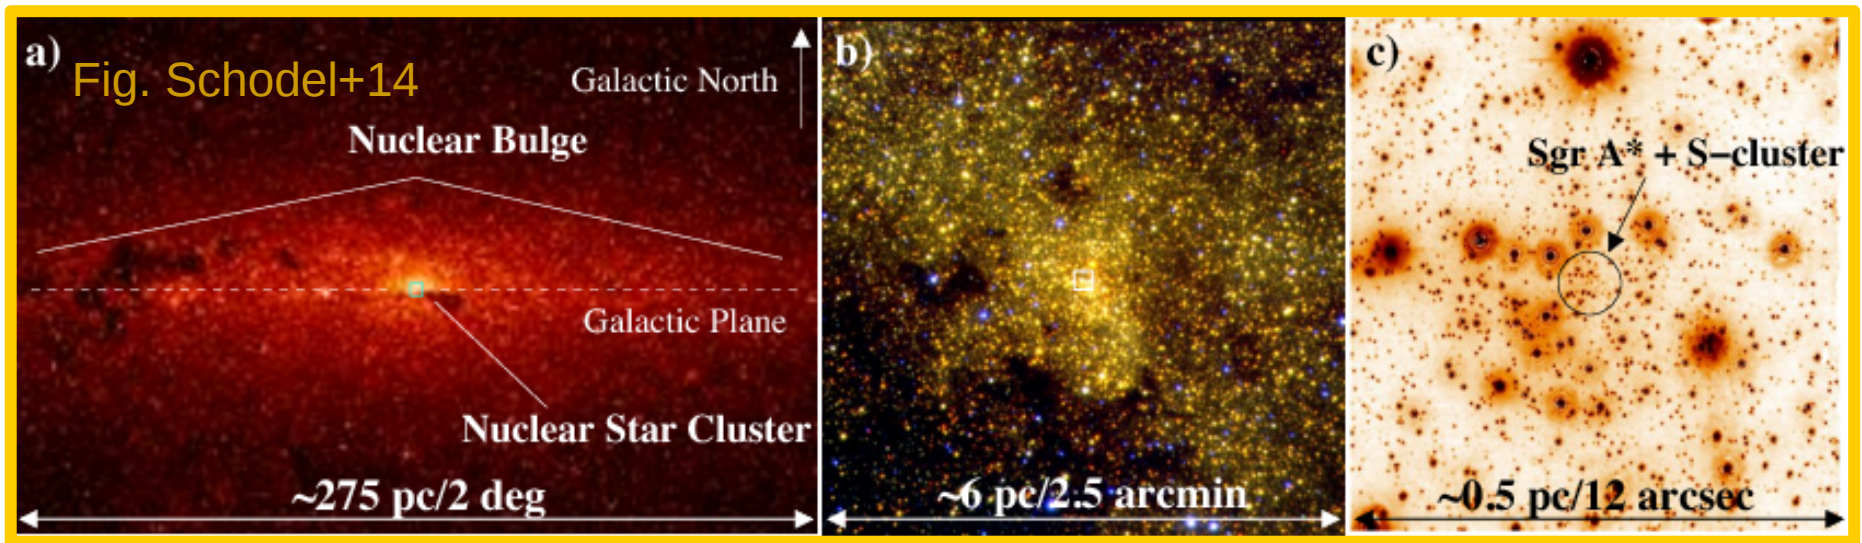 a)
Fig. Schodel+14
Galactic North
Nuclear Bulge
Galactic Plane
Nuclear Star Cluster
~275 pc/2 deg
b)
~6 pc/2.5 arcmin
c)
Sgr A* + S−cluster
~0.5 pc/12 arcsec